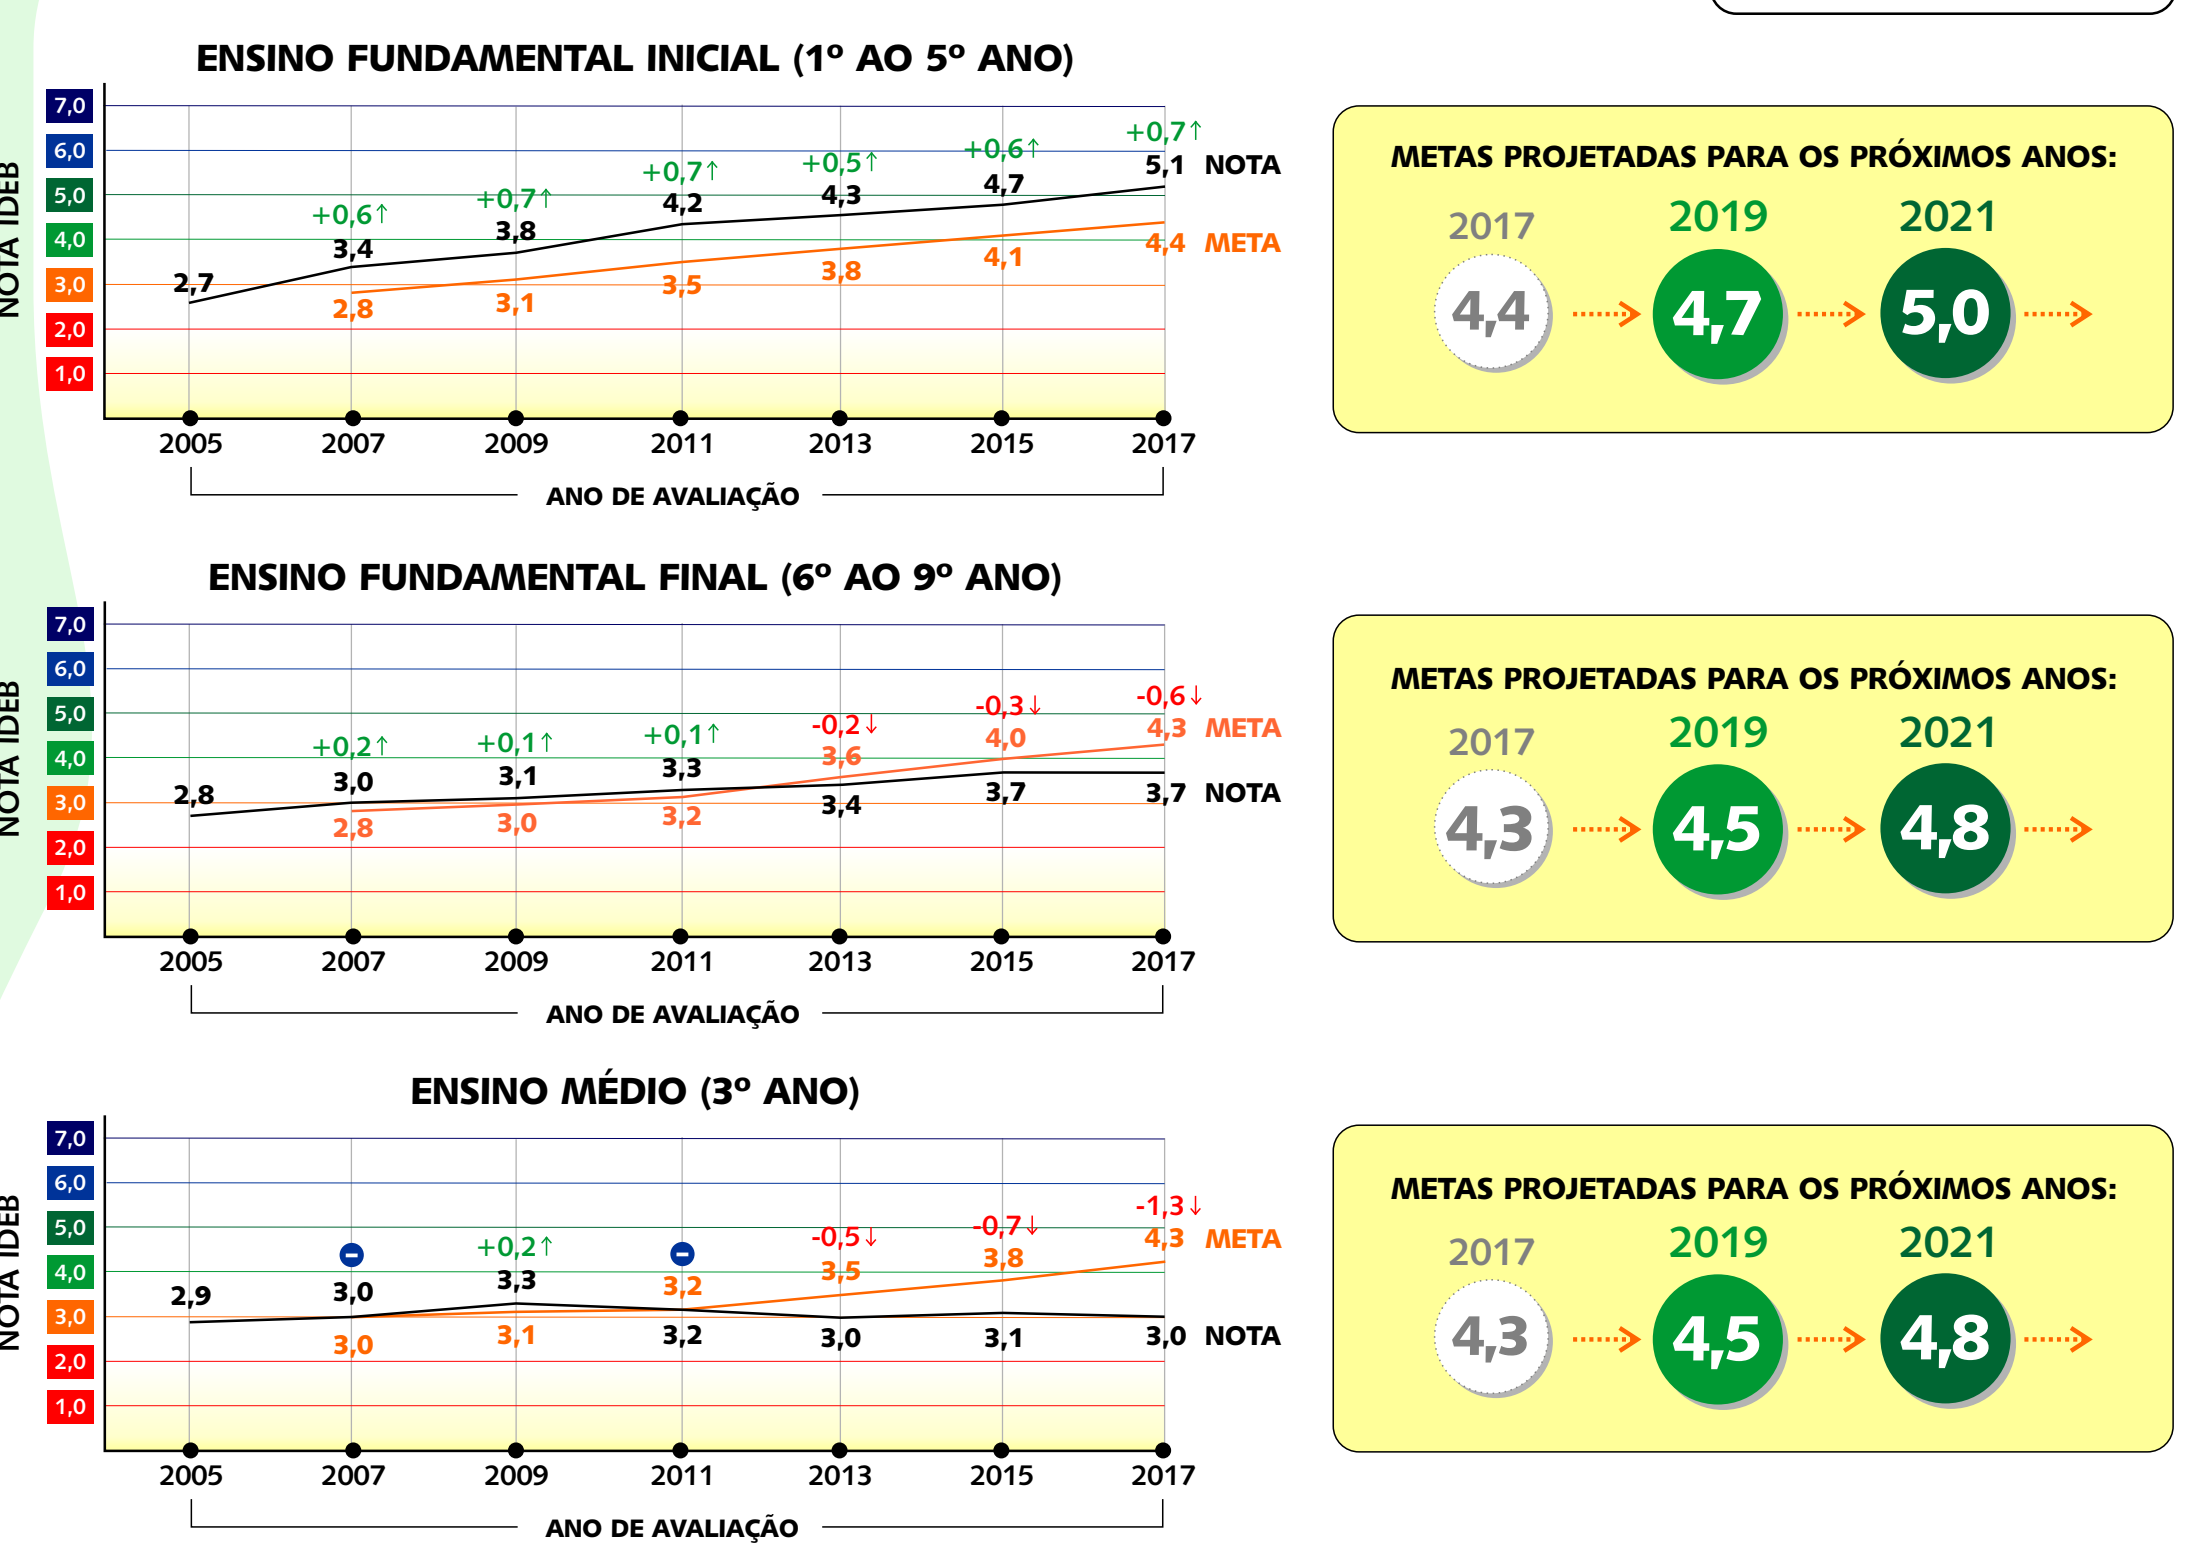 ENSINO FUNDAMENTAL INICIAL (1º AO 5º ANO)
NOTA IDEB
7,0
6,0
5,0
4,0
3,0
2,0
1,0
+0,6↑ +0,7↑ +0,7↑ +0,5↑ +0,6↑ +0,7↑
2,7 3,4 3,8 4,2 4,3 4,7 5,1 NOTA
2,8 3,1 3,5 3,8 4,1 4,4 META
2005 2007 2009 2011 2013 2015 2017
ANO DE AVALIAÇÃO
METAS PROJETADAS PARA OS PRÓXIMOS ANOS:
2017 2019 2021
4,4 4,7 5,0
ENSINO FUNDAMENTAL FINAL (6º AO 9º ANO)
NOTA IDEB
7,0
6,0
5,0
4,0
3,0
2,0
1,0
+0,2↑ +0,1↑ +0,1↑ -0,2↓ -0,3↓ -0,6↓
2,8 3,0 3,1 3,3 3,6 4,0 4,3 META
2,8 3,0 3,2 3,4 3,7 3,7 NOTA
2005 2007 2009 2011 2013 2015 2017
ANO DE AVALIAÇÃO
METAS PROJETADAS PARA OS PRÓXIMOS ANOS:
2017 2019 2021
4,3 4,5 4,8
ENSINO MÉDIO (3º ANO)
NOTA IDEB
7,0
6,0
5,0
4,0
3,0
2,0
1,0
+0,2↑ -0,5↓ -0,7↓ -1,3↓
2,9 3,0 3,3 3,2 3,5 3,8 4,3 META
3,0 3,1 3,2 3,0 3,1 3,0 NOTA
2005 2007 2009 2011 2013 2015 2017
ANO DE AVALIAÇÃO
METAS PROJETADAS PARA OS PRÓXIMOS ANOS:
2017 2019 2021
4,3 4,5 4,8